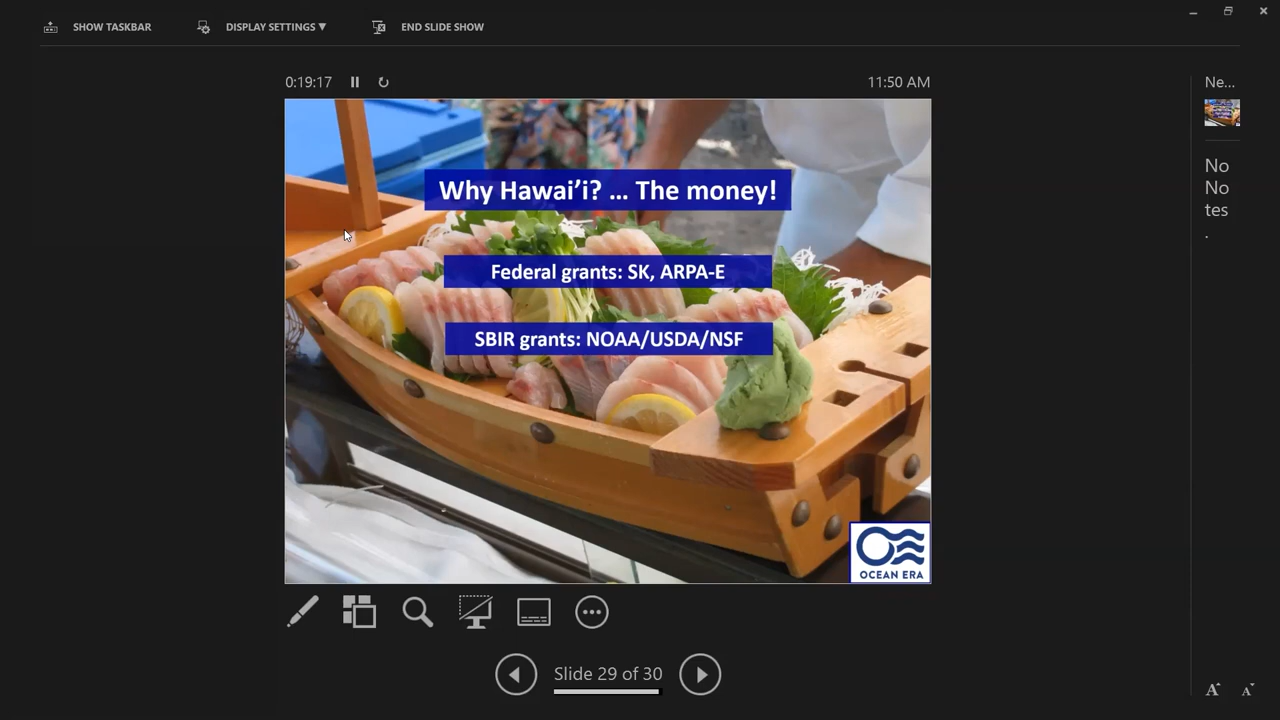 SHOW TASKBAR
DISPLAY SETTINGS ▼
END SLIDE SHOW
0:19:17
11:50 AM
Ne...
Why Hawai’i? ... The money!
Federal grants: SK, ARPA-E
SBIR grants: NOAA/USDA/NSF
OCEAN ERA
No
No
tes
.
Slide 29 of 30
A
A